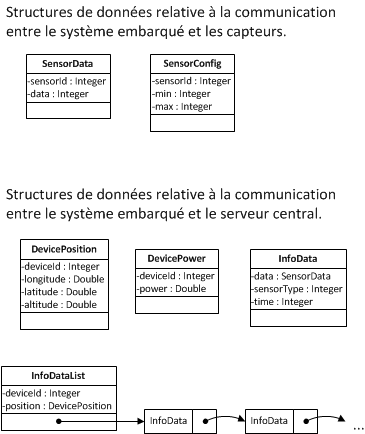 Structures de données relative à la communication
entre le système embarqué et les capteurs.
SensorData
-sensorId : Integer
-data : Integer
SensorConfig
-sensorId : Integer
-min : Integer
-max : Integer
Structures de données relative à la communication
entre le système embarqué et le serveur central.
DevicePosition
-deviceId : Integer
-longitude : Double
-latitude : Double
-altitude : Double
DevicePower
-deviceId : Integer
-power : Double
InfoData
-data : SensorData
-sensorType : Integer
-time : Integer
InfoDataList
-deviceId : Integer
-position : DevicePosition
InfoData
InfoData
...